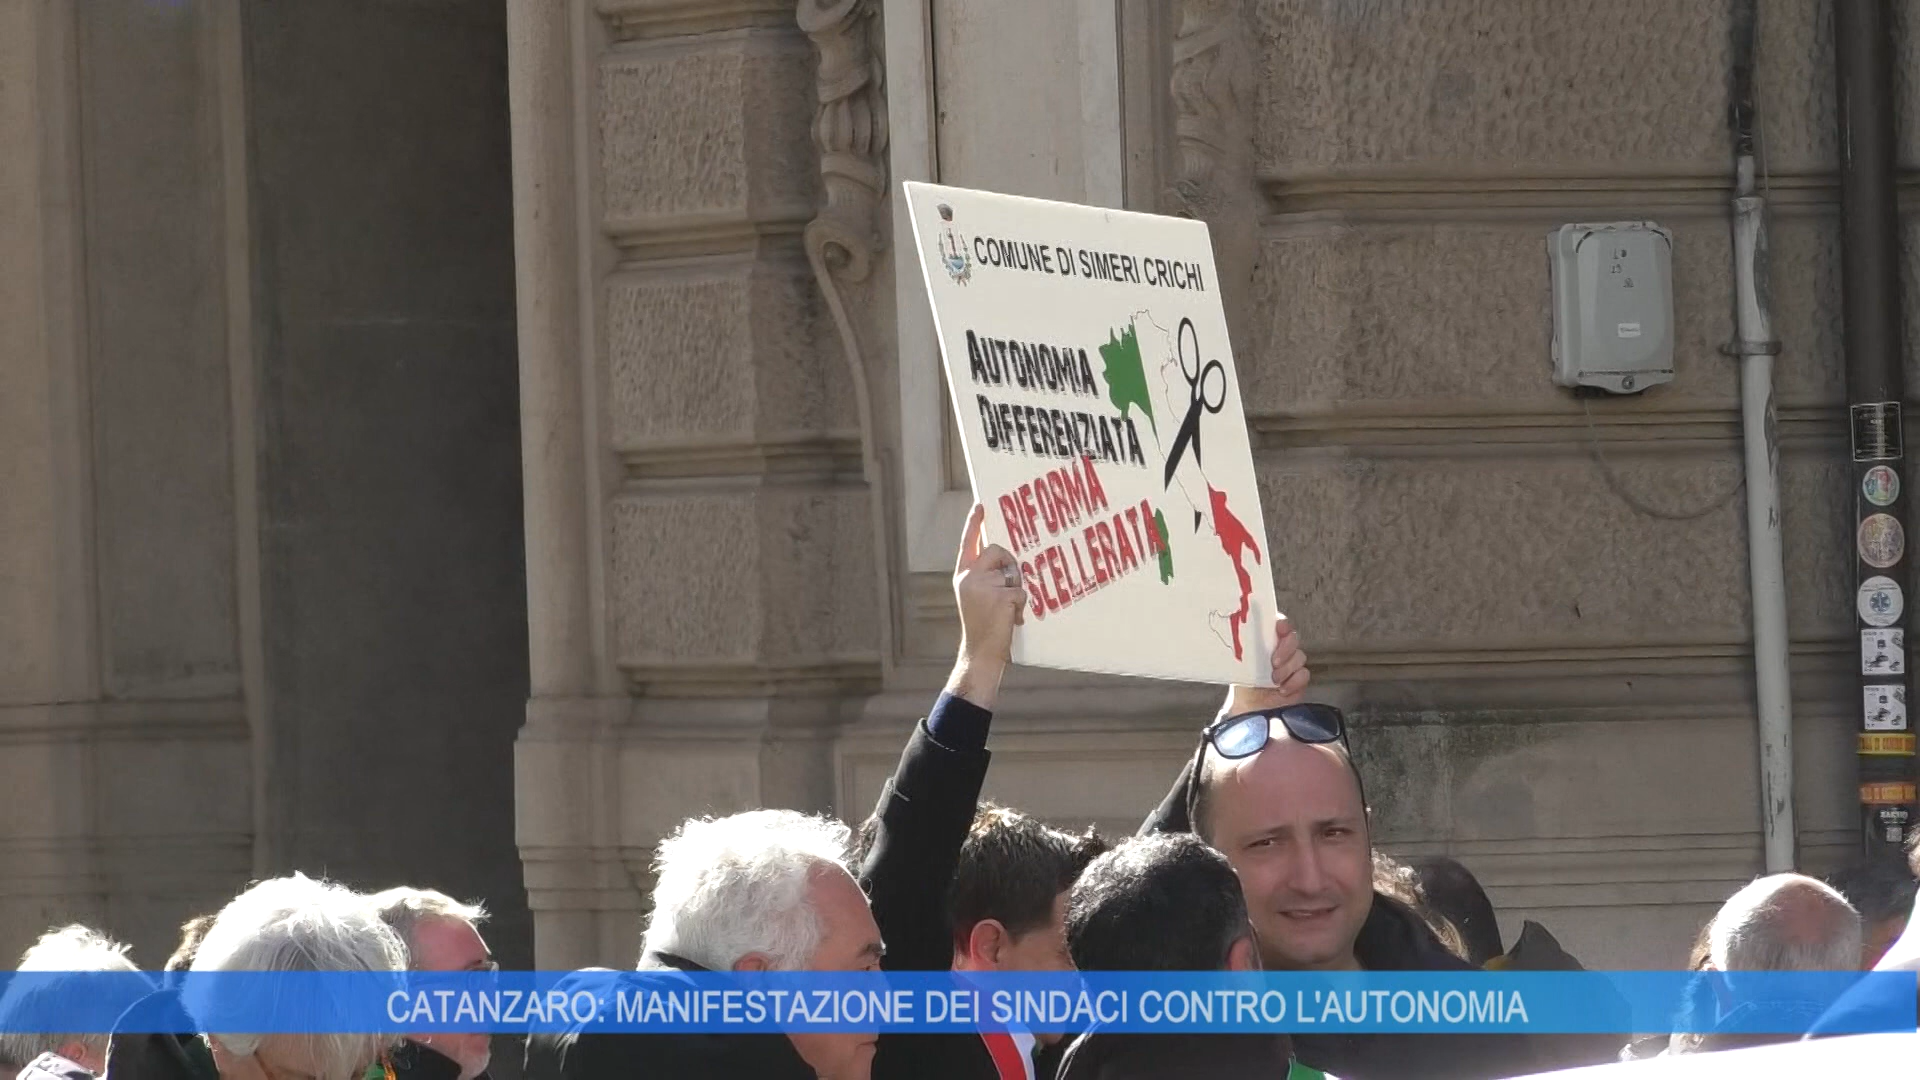 COMUNE DI SIMERI CRICHI
AUTONOMIA
DIFFERENZIATA
RIFORMA
SCELLERATA
CATANZARO: MANIFESTAZIONE DEI SINDACI CONTRO L'AUTONOMIA